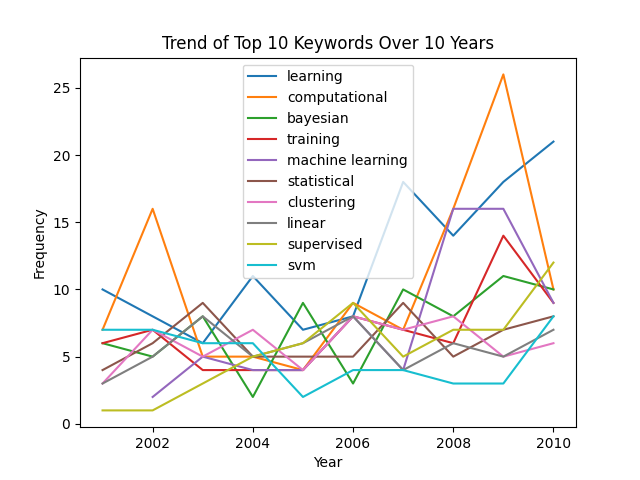 Trend of Top 10 Keywords Over 10 Years
learning
computational
bayesian
training
machine learning
statistical
clustering
linear
supervised
svm
25
20
15
10
5
0
Frequency
2002 2004 2006 2008 2010
Year